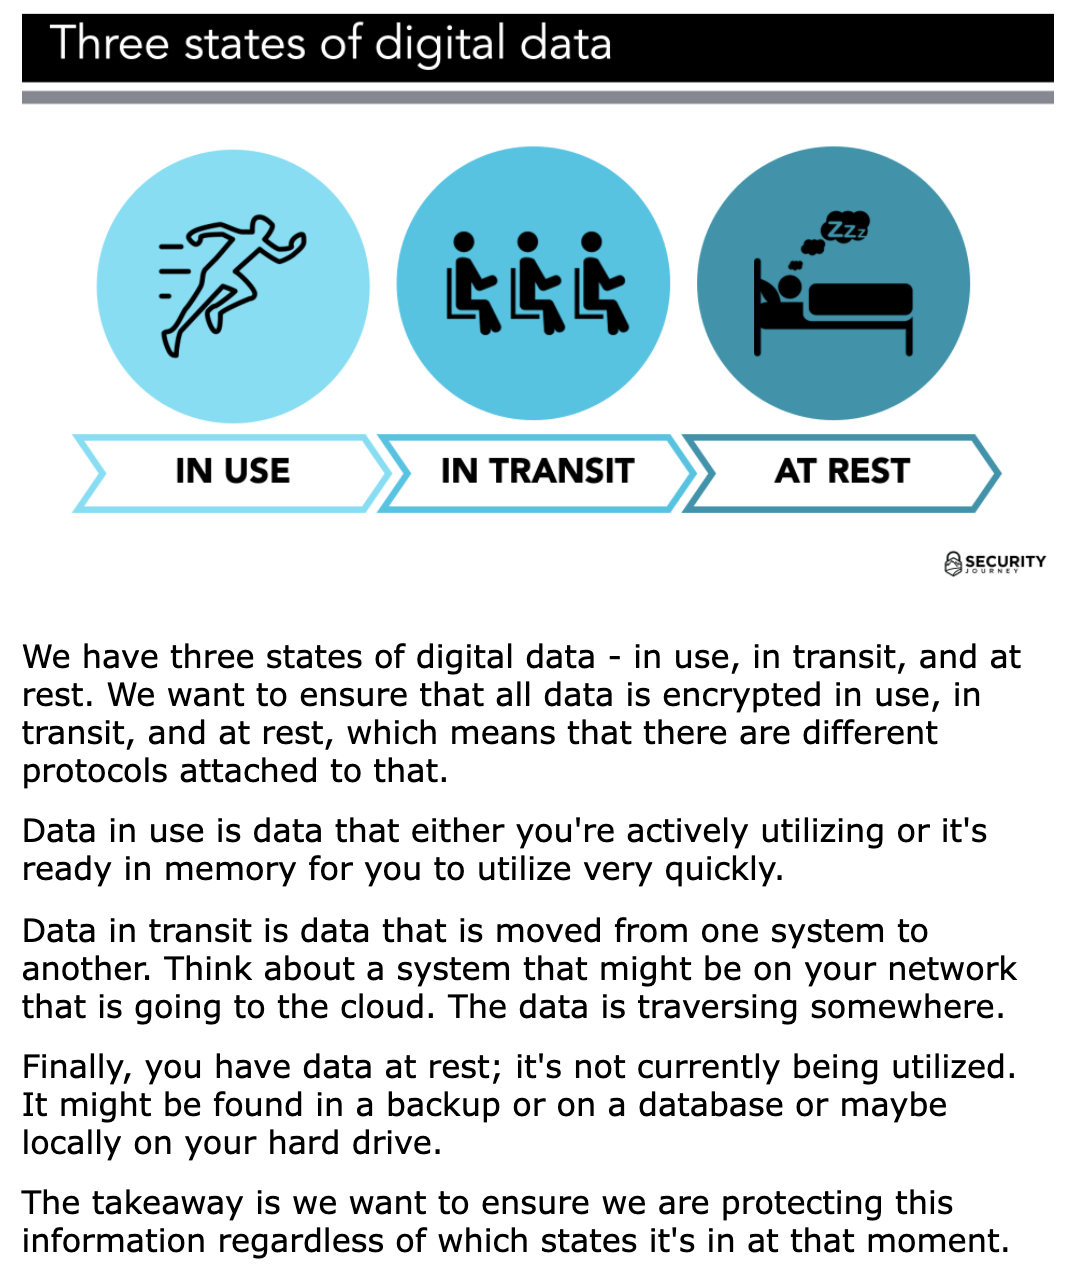 Three states of digital data
Zzz
IN USE
IN TRANSIT
AT REST
SECURITY
JOURNEY
We have three states of digital data - in use, in transit, and at
rest. We want to ensure that all data is encrypted in use, in
transit, and at rest, which means that there are different
protocols attached to that.
Data in use is data that either you're actively utilizing or it's
ready in memory for you to utilize very quickly.
Data in transit is data that is moved from one system to
another. Think about a system that might be on your network
that is going to the cloud. The data is traversing somewhere.
Finally, you have data at rest; it's not currently being utilized.
It might be found in a backup or on a database or maybe
locally on your hard drive.
The takeaway is we want to ensure we are protecting this
information regardless of which states it's in at that moment.